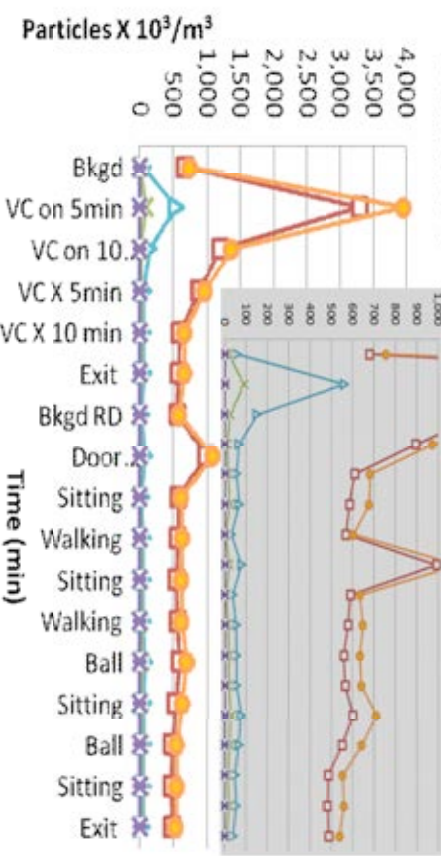 Particles X 10³/m³
4,000
3,500
3,000
2,500
2,000
1,500
1,000
500
0
Bkgd
VC on 5min
VC on 10..
VC X 5min
VC X 10 min
Exit
Bkgd RD
Door..
Sitting
Walking
Sitting
Walking
Ball
Sitting
Ball
Sitting
Exit
Time (min)
1,000
900
800
700
600
500
400
300
200
100
0